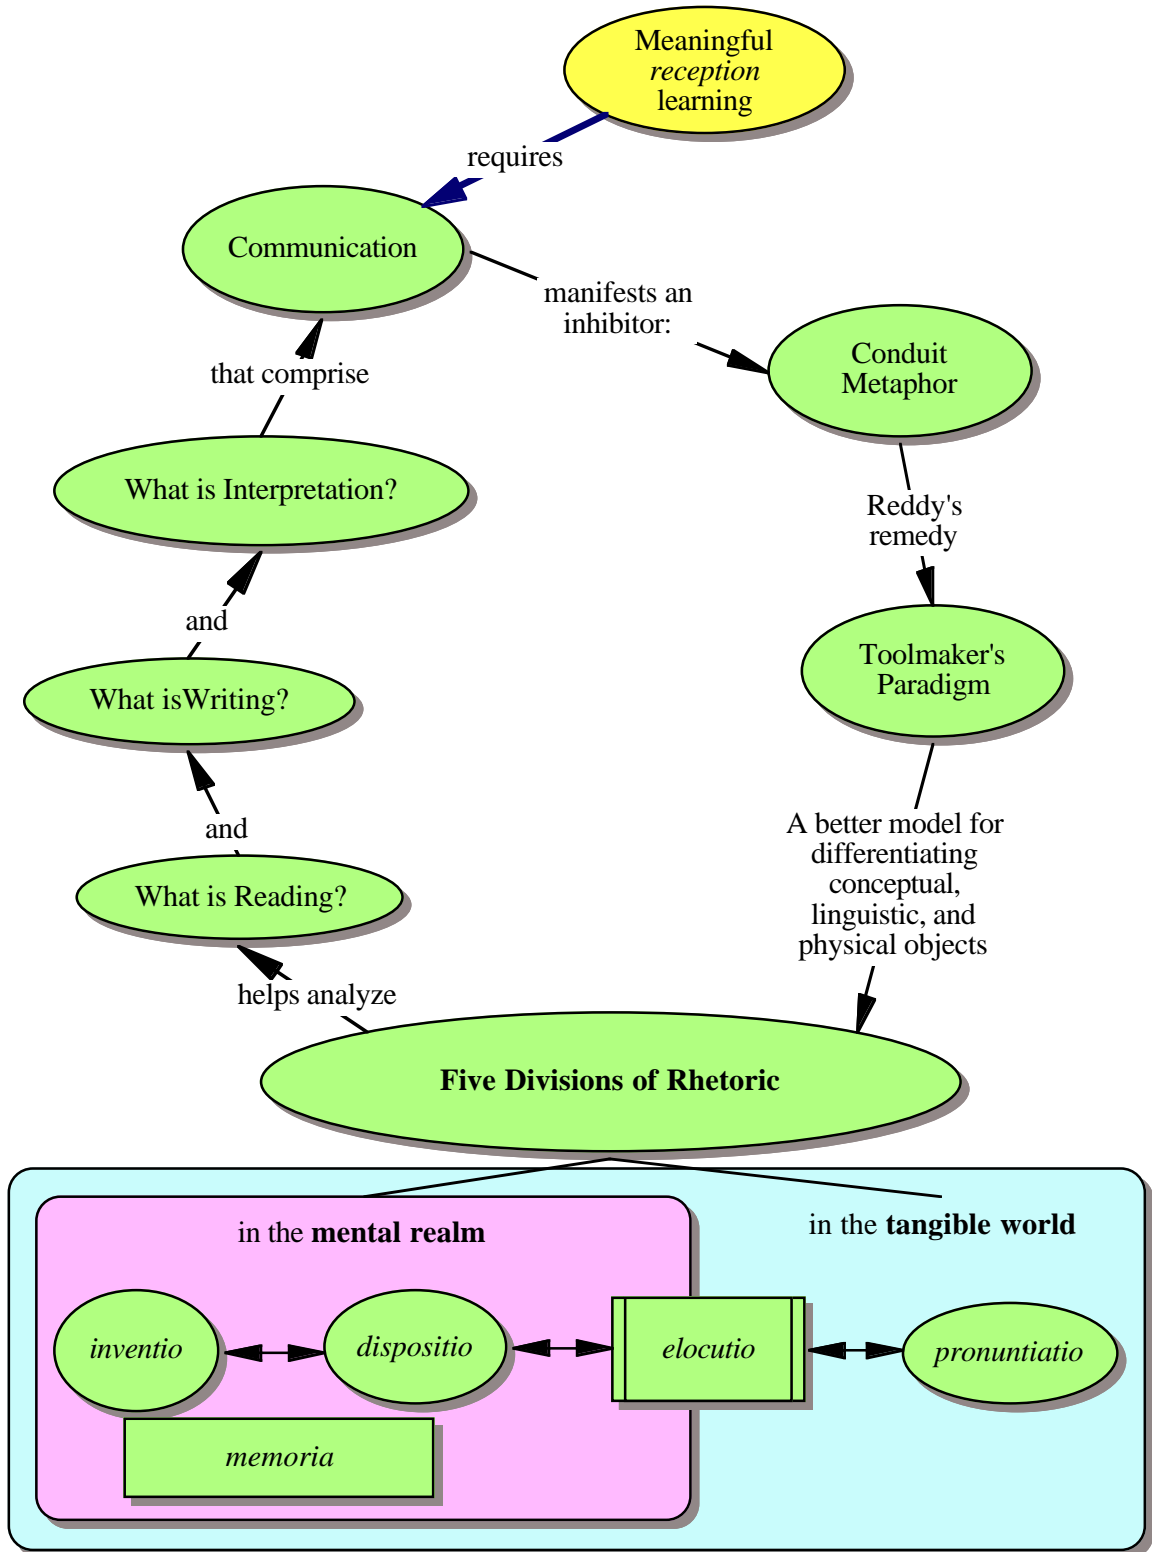 Meaningful
reception
learning
requires
Communication
manifests an
inhibitor:
Conduit
Metaphor
that comprise
What is Interpretation?
Reddy's
remedy
and
Toolmaker's
Paradigm
What isWriting?
and
A better model for
differentiating
conceptual,
linguistic, and
physical objects
What is Reading?
helps analyze
Five Divisions of Rhetoric
in the mental realm
in the tangible world
inventio
dispositio
elocutio
pronuntiatio
memoria